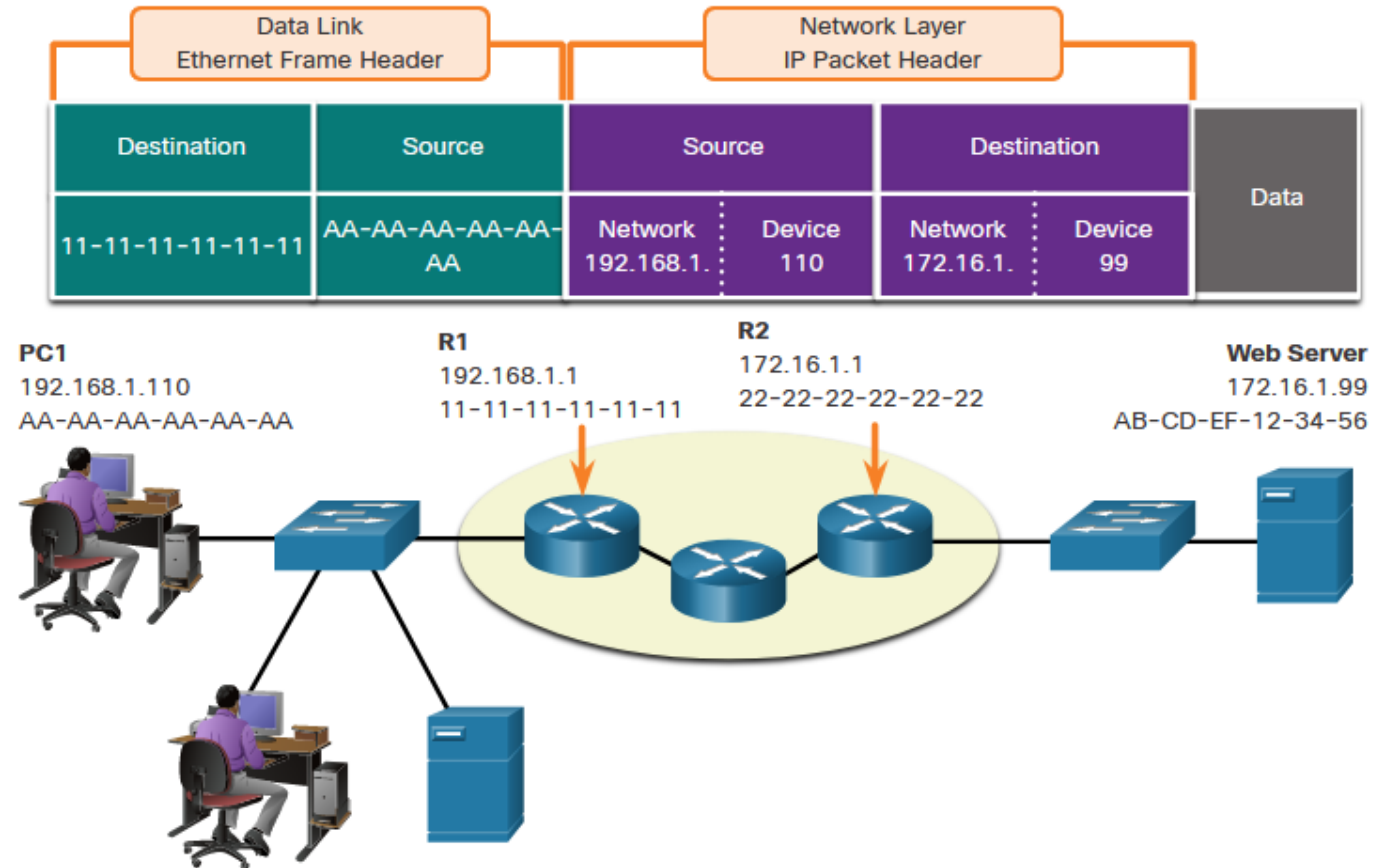 Data Link
Ethernet Frame Header
Network Layer
IP Packet Header
Destination
Source
Source
Destination
Data
11-11-11-11-11-11
AA-AA-AA-AA-AA-
AA
Network
192.168.1.
Device
110
Network
172.16.1.
Device
99
PC1
192.168.1.110
AA-AA-AA-AA-AA-AA
R1
192.168.1.1
11-11-11-11-11-11
R2
172.16.1.1
22-22-22-22-22-22
Web Server
172.16.1.99
AB-CD-EF-12-34-56